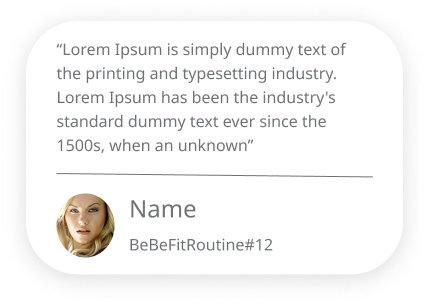 “Lorem Ipsum is simply dummy text of
the printing and typesetting industry.
Lorem Ipsum has been the industry's
standard dummy text ever since the
1500s, when an unknown”
Name
BeBeFitRoutine#12